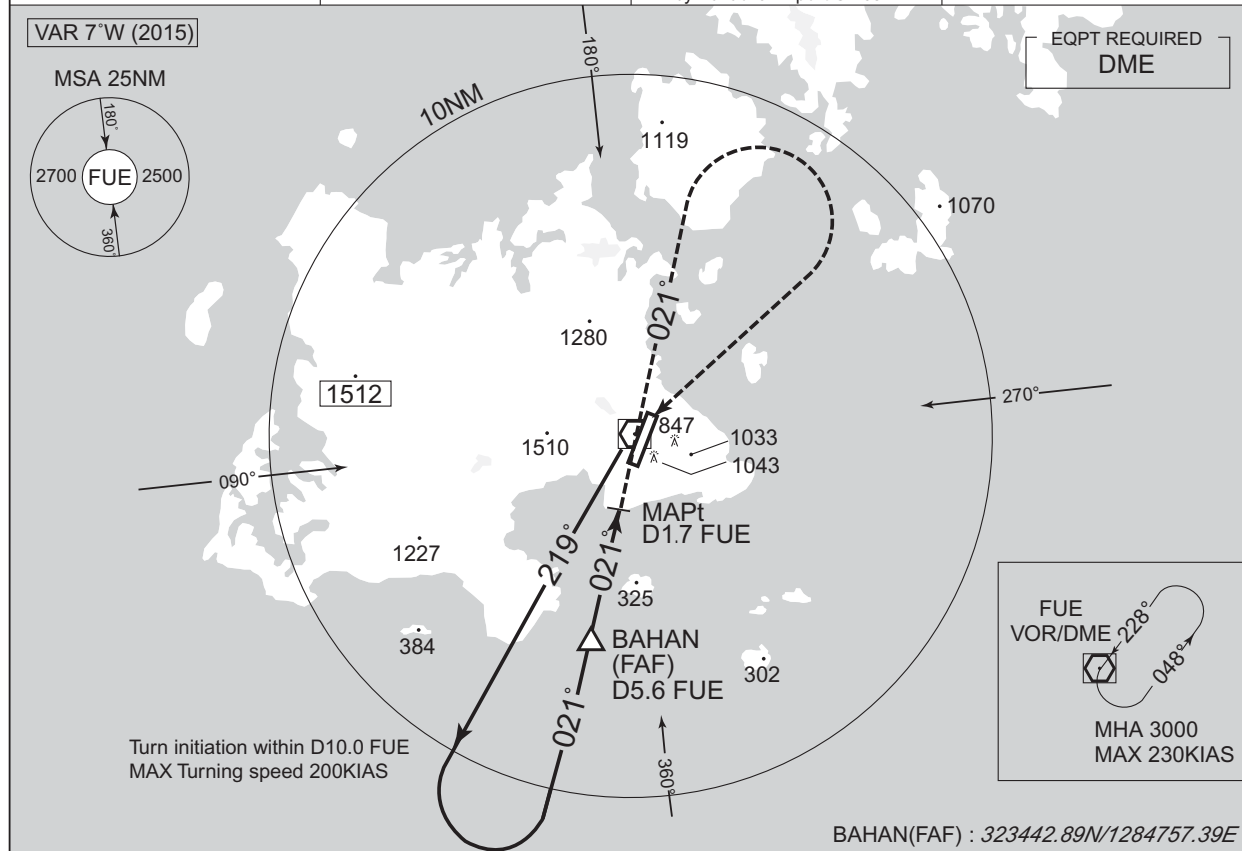 VAR 7°W (2015)
MSA 25NM
180°
2700
FUE
2500
360°
10NM
180°
EQPT REQUIRED
DME
1119
1070
021°
1280
1512
270°
847
1510
1033
1043
090°
MAPt
D1.7 FUE
219°
021°
1227
325
384
BAHAN
(FAF)
D5.6 FUE
302
021°
FUE
VOR/DME
228°
048°
MHA 3000
MAX 230KIAS
Turn initiation within D10.0 FUE
MAX Turning speed 200KIAS
360°
BAHAN(FAF) : 323442.89N/1284757.39E